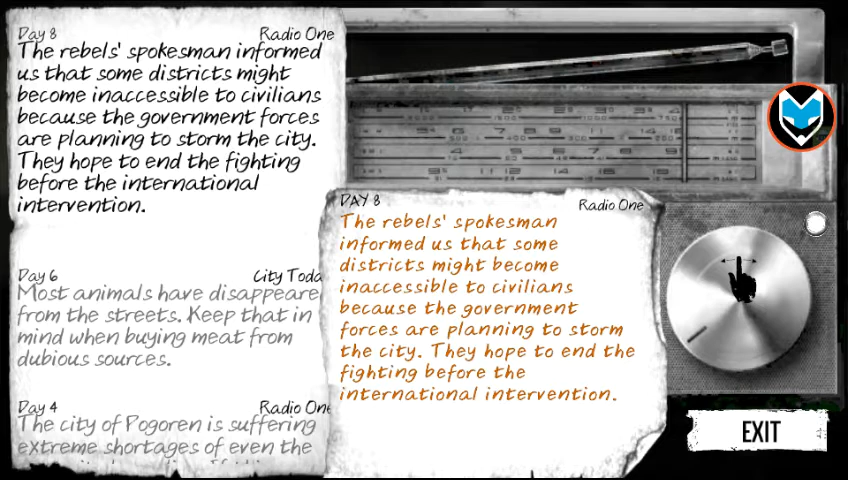 Day 8 Radio One
The rebels' spokesman informed
us that some districts might
become inaccessible to civilians
because the government forces
are planning to storm the city.
They hope to end the fighting
before the international
intervention.
Day 6 City Toda
Most animals have disappeare
from the streets. Keep that in
mind when buying meat from
dubious sources.
Day 4 Radio One
The city of Pogoren is suffering
extreme shortages of even the
DAY 8 Radio One
The rebels' spokesman
informed us that some
districts might become
inaccessible to civilians
because the government
forces are planning to storm
the city. They hope to end the
fighting before the
international intervention.
EXIT